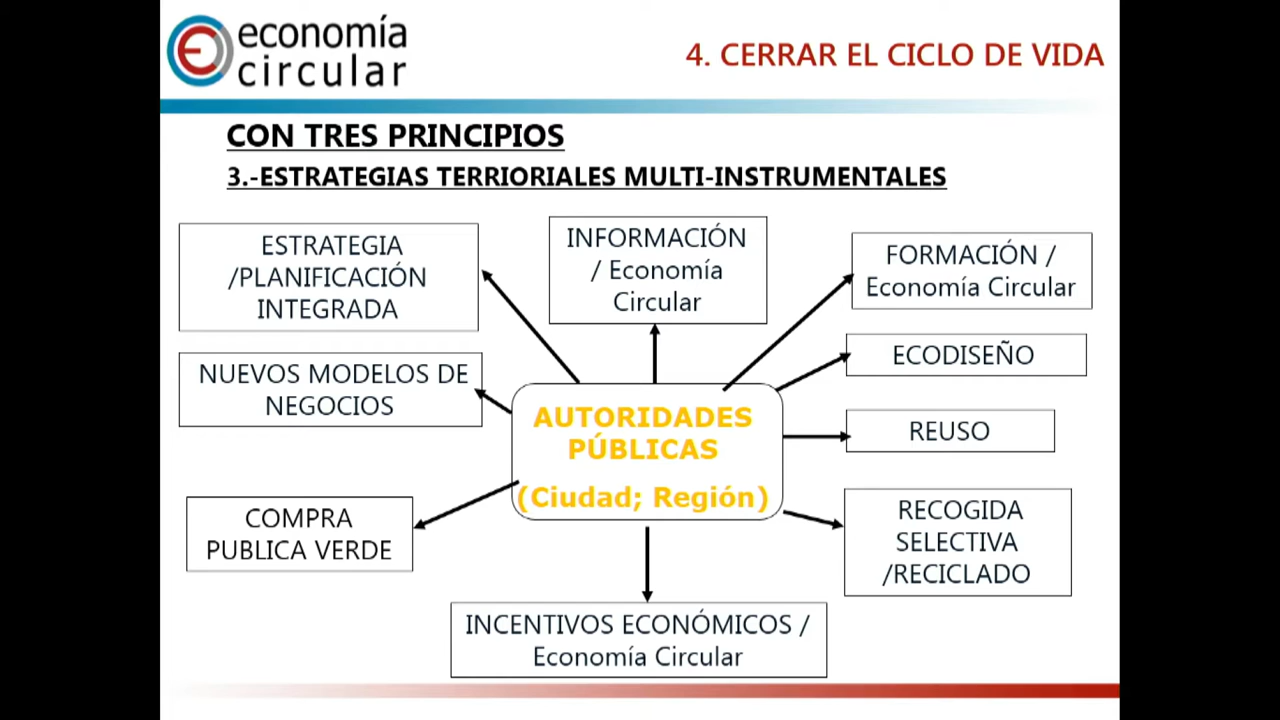 economía
circular
4. CERRAR EL CICLO DE VIDA
CON TRES PRINCIPIOS
3.-ESTRATEGIAS TERRIORIALES MULTI-INSTRUMENTALES
ESTRATEGIA
/PLANIFICACIÓN
INTEGRADA
INFORMACIÓN
/ Economía
Circular
FORMACIÓN /
Economía Circular
NUEVOS MODELOS DE
NEGOCIOS
ECODISEÑO
AUTORIDADES
PÚBLICAS
(Ciudad; Región)
REUSO
COMPRA
PUBLICA VERDE
RECOGIDA
SELECTIVA
/RECICLADO
INCENTIVOS ECONÓMICOS /
Economía Circular